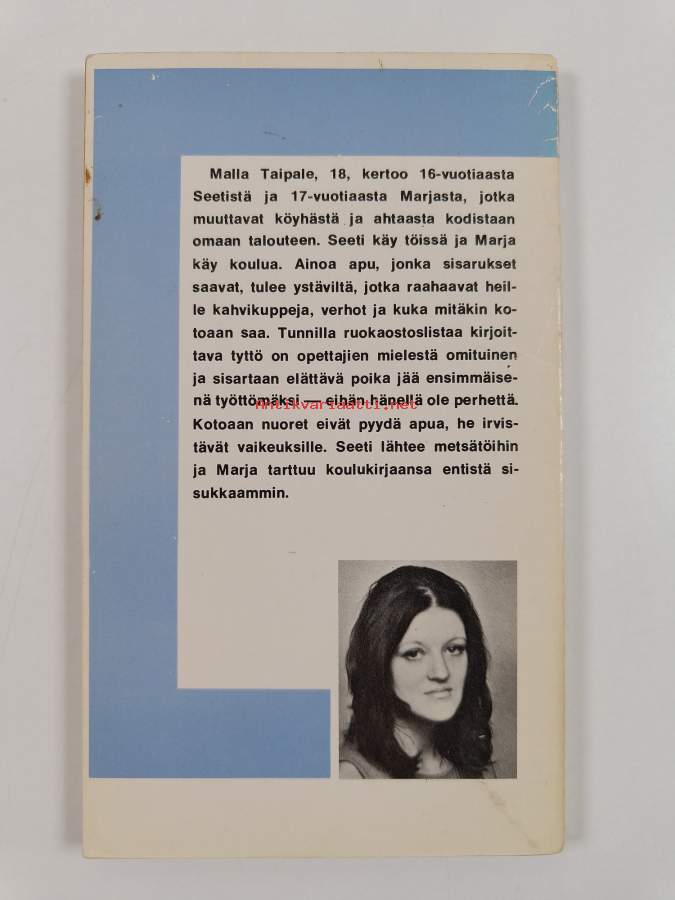 Malla Taipale, 18, kertoo 16-vuotiaasta
Seetistä ja 17-vuotiaasta Marjasta, jotka
muuttavat köyhästä ja ahtaasta kodistaan
omaan talouteen. Seeti käy töissä ja Marja
käy koulua. Ainoa apu, jonka sisarukset
saavat, tulee ystäviltä, jotka raahaavat heil-
le kahvikuppeja, verhot ja kuka mitäkin ko-
toaan saa. Tunnilla ruokaostoslistaa kirjoit-
tava tyttö on opettajien mielestä omituinen
ja sisartaan elättävä poika jää ensimmäise-
nä työttömäksi — eihän hänellä ole perhettä.
Antikvariaatti.net
Kotoaan nuoret eivät pyydä apua, he irvis-
tävät vaikeuksille. Seeti lähtee metsätöihin
ja Marja tarttuu koulukirjaansa entistä si-
sukkaammin.